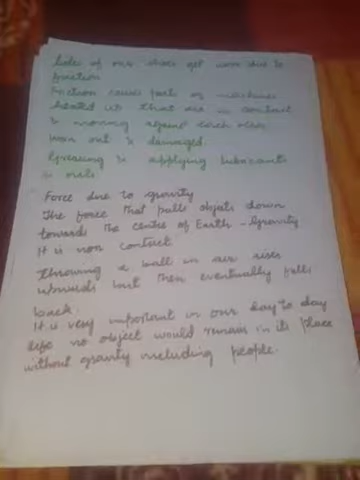 Soles of our shoes get worn due to
friction
Friction causes parts of machines
heated up that are in contact
& moving against each other
Worn out & damaged.
Greasing & applying lubricants
& oils
Force due to gravity
The force that pulls objects down
towards the centre of Earth - Gravity
It is non contact
Throwing a ball in air rises
upwards but then eventually falls
back.
It is very important in our day to day
life no object would remain in its place
without gravity including people.